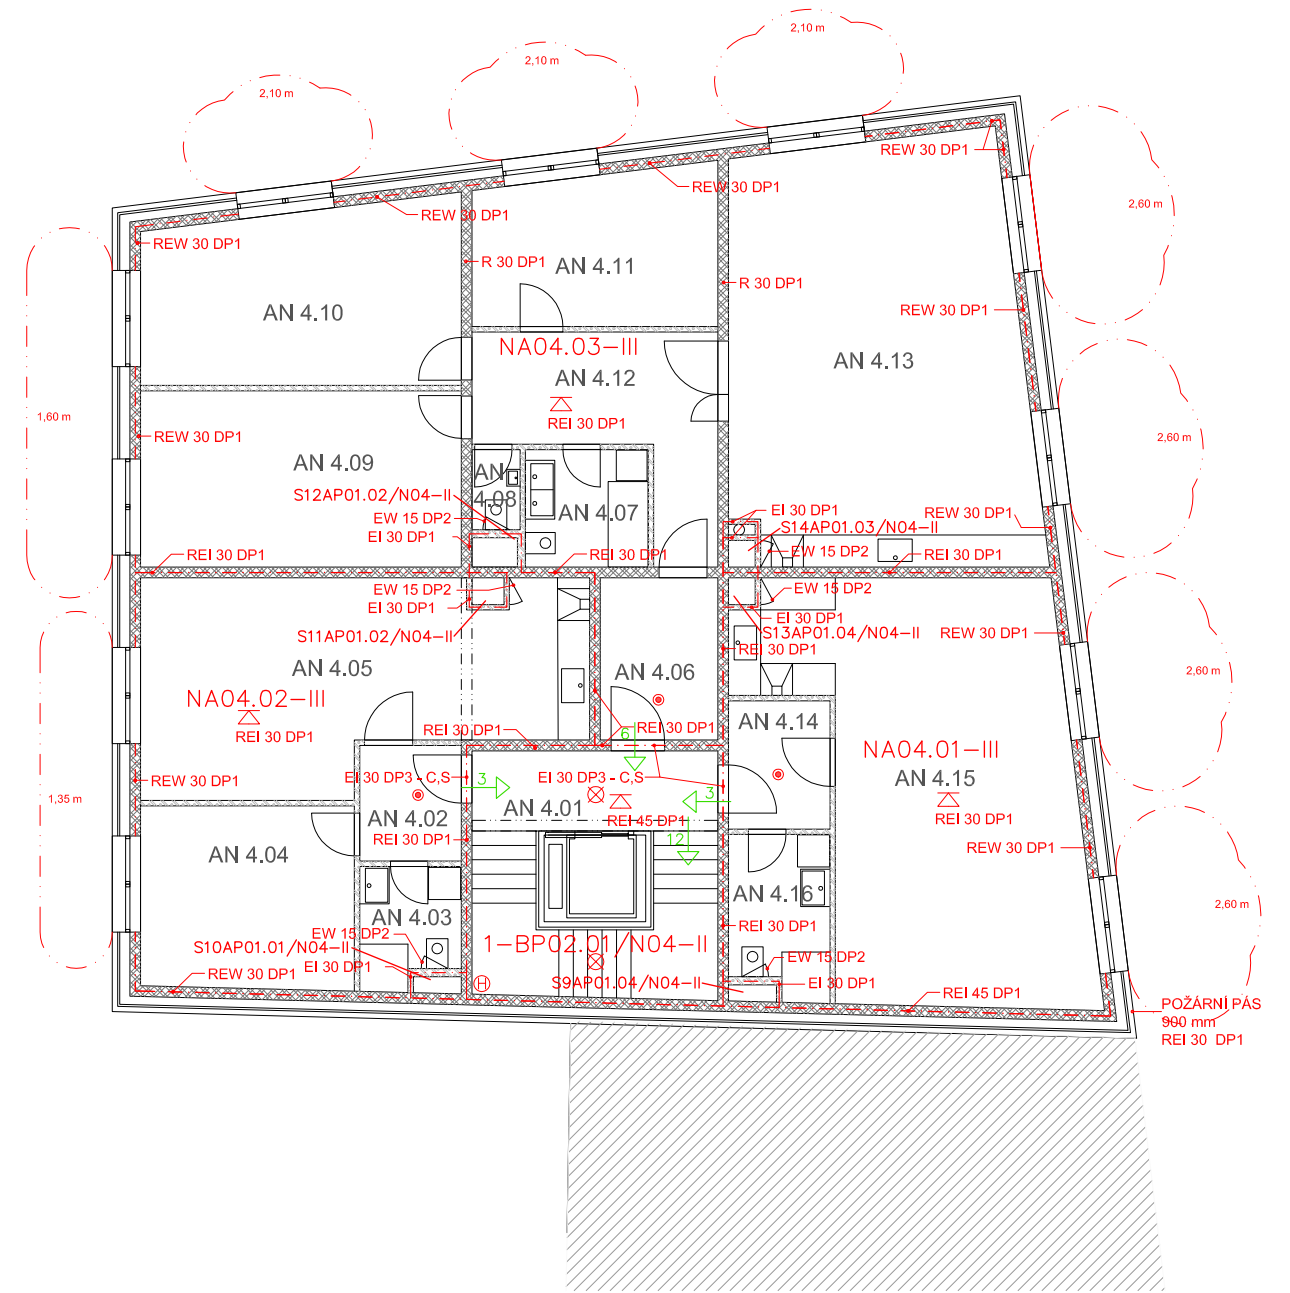 2,10 m
2,10 m
2,10 m
REW 30 DP1
REW 30 DP1
2,60 m
REW 30 DP1
REW 30 DP1
R 30 DP1
AN 4.11
R 30 DP1
AN 4.10
REW 30 DP1
NA04.03-III
AN 4.12
AN 4.13
1,60 m
REI 30 DP1
REW 30 DP1
2,60 m
AN 4.09
AN
4.08
S12AP01.02/N04-II
AN 4.07
EI 30 DP1
REW 30 DP1
EW 15 DP2
S14AP01.03/N04-II
EI 30 DP1
REI 30 DP1
REI 30 DP1
EW 15 DP2
REI 30 DP1
EW 15 DP2
EW 15 DP2
EI 30 DP1
EI 30 DP1
S11AP01.02/N04-II
S13AP01.04/N04-II
REW 30 DP1
REI 30 DP1
AN 4.05
AN 4.06
2,60 m
NA04.02-III
REI 30 DP1
REI 30 DP1
6
REI 30 DP1
AN 4.14
NA04.01-III
REW 30 DP1
EI 30 DP3 - C,S
3
EI 30 DP3 - C,S
3
AN 4.15
1,35 m
AN 4.02
AN 4.01
REI 45 DP1
REI 30 DP1
REI 30 DP1
12
REW 30 DP1
AN 4.04
AN 4.16
2,60 m
AN 4.03
REI 30 DP1
EW 15 DP2
S10AP01.01/N04-II
1-BP02.01/N04-II
EW 15 DP2
EI 30 DP1
REW 30 DP1
H
S9AP01.04/N04-II
EI 30 DP1
REI 45 DP1
POŽÁRNÍ PÁS
900 mm
REI 30 DP1